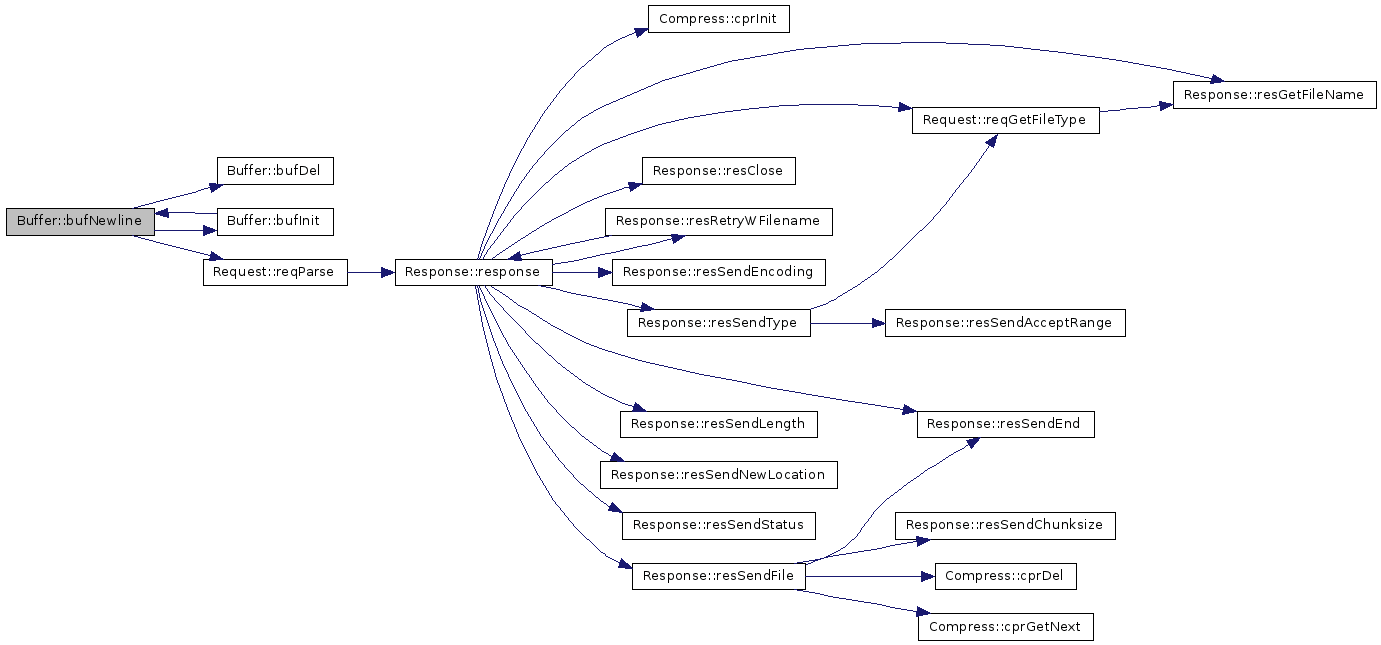 Compress::cprInit
Response::resGetFileName
Request::reqGetFileType
Buffer::bufDel
Response::resClose
Buffer::bufNewline
Buffer::bufInit
Response::resRetryWFilename
Request::reqParse
Response::response
Response::resSendEncoding
Response::resSendType
Response::resSendAcceptRange
Response::resSendLength
Response::resSendEnd
Response::resSendNewLocation
Response::resSendStatus
Response::resSendChunksize
Response::resSendFile
Compress::cprDel
Compress::cprGetNext